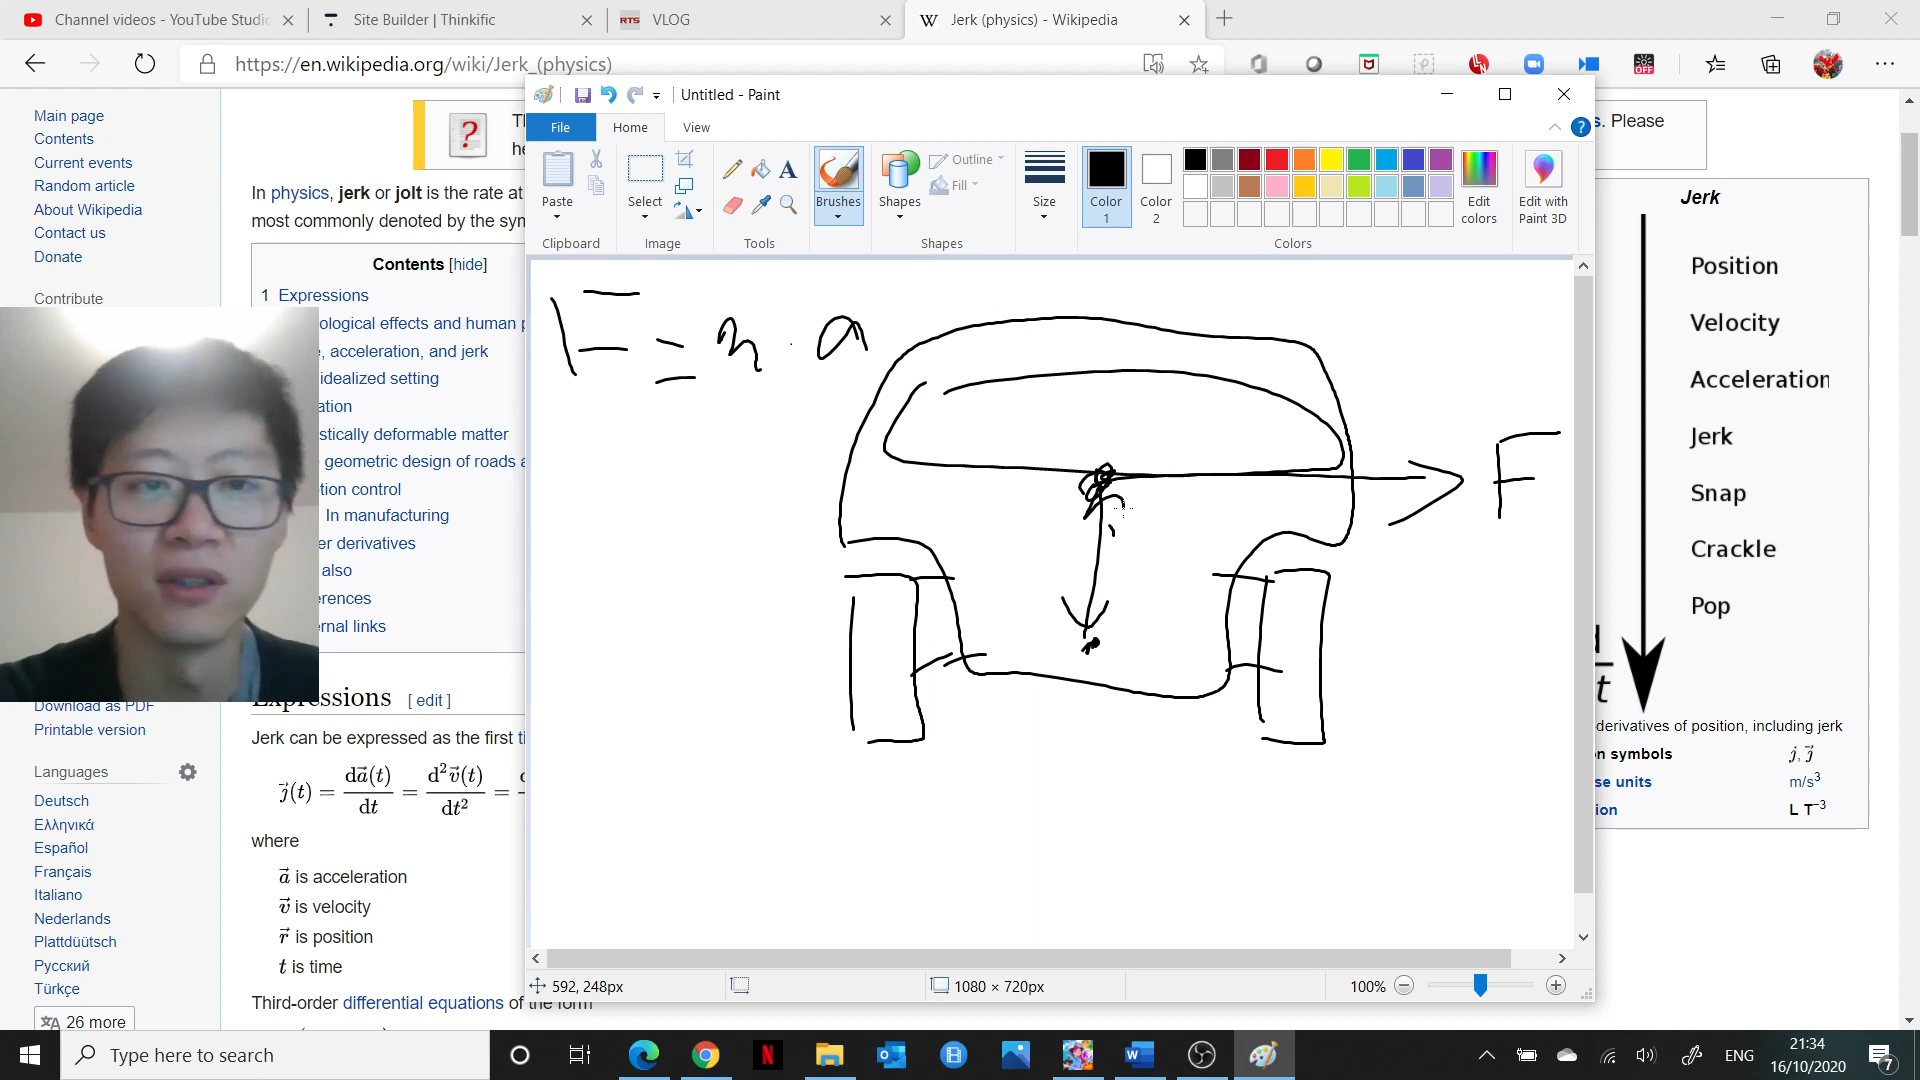 Channel videos - YouTube Studio
Site Builder | Thinkific
RTS VLOG
W Jerk (physics) - Wikipedia
https://en.wikipedia.org/wiki/Jerk_(physics)
OFF
Untitled - Paint
File
Home
View
Paste
Clipboard
Select
Image
Tools
A
Brushes
Shapes
Outline
Fill
Shapes
Size
Color 1
Color 2
Edit colors
Edit with Paint 3D
Colors
Main page
Contents
Current events
Random article
About Wikipedia
Contact us
Donate
Contribute
In physics, jerk or jolt is the rate at
most commonly denoted by the sym
Contents [hide]
1 Expressions
ological effects and human p
, acceleration, and jerk
idealized setting
ation
stically deformable matter
geometric design of roads a
tion control
In manufacturing
er derivatives
also
erences
rnal links
F = m . a
F
s. Please
Jerk
Position
Velocity
Acceleration
Jerk
Snap
Crackle
Pop
derivatives of position, including jerk
n symbols j, j⃗
se units m/s³
ion L T⁻³
Download as PDF
Printable version
Languages
Deutsch
Ελληνικά
Español
Français
Italiano
Nederlands
Plattdüütsch
Русский
Türkçe
26 more
Expressions [ edit ]
Jerk can be expressed as the first ti
j⃗(t) = da⃗(t)/dt = d²v⃗(t)/dt² =
where
a⃗ is acceleration
v⃗ is velocity
r⃗ is position
t is time
Third-order differential equations of the form
592, 248px
1080 × 720px
100%
Type here to search
ENG
21:34
16/10/2020
7